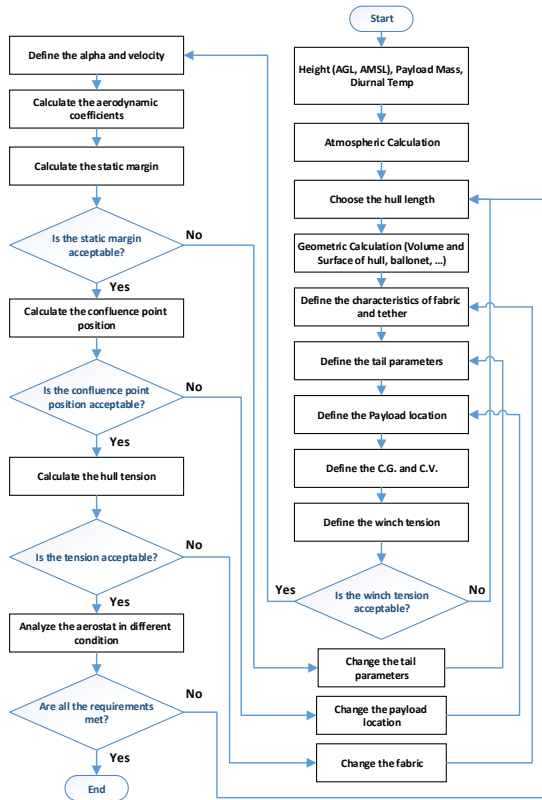 Start
Height (AGL, AMSL), Payload Mass,
Diurnal Temp
Atmospheric Calculation
Choose the hull length
Geometric Calculation (Volume and
Surface of hull, ballonet, ...)
Define the characteristics of fabric
and tether
Define the tail parameters
Define the Payload location
Define the C.G. and C.V.
Define the winch tension
Is the winch tension
acceptable?
Yes
No
Define the alpha and velocity
Calculate the aerodynamic
coefficients
Calculate the static margin
Is the static margin
acceptable?
No
Yes
Calculate the confluence point
position
Is the confluence point
position acceptable?
No
Yes
Calculate the hull tension
Is the tension acceptable?
No
Yes
Analyze the aerostat in different
condition
Are all the requirements
met?
No
Yes
End
Change the tail
parameters
Change the payload
location
Change the fabric